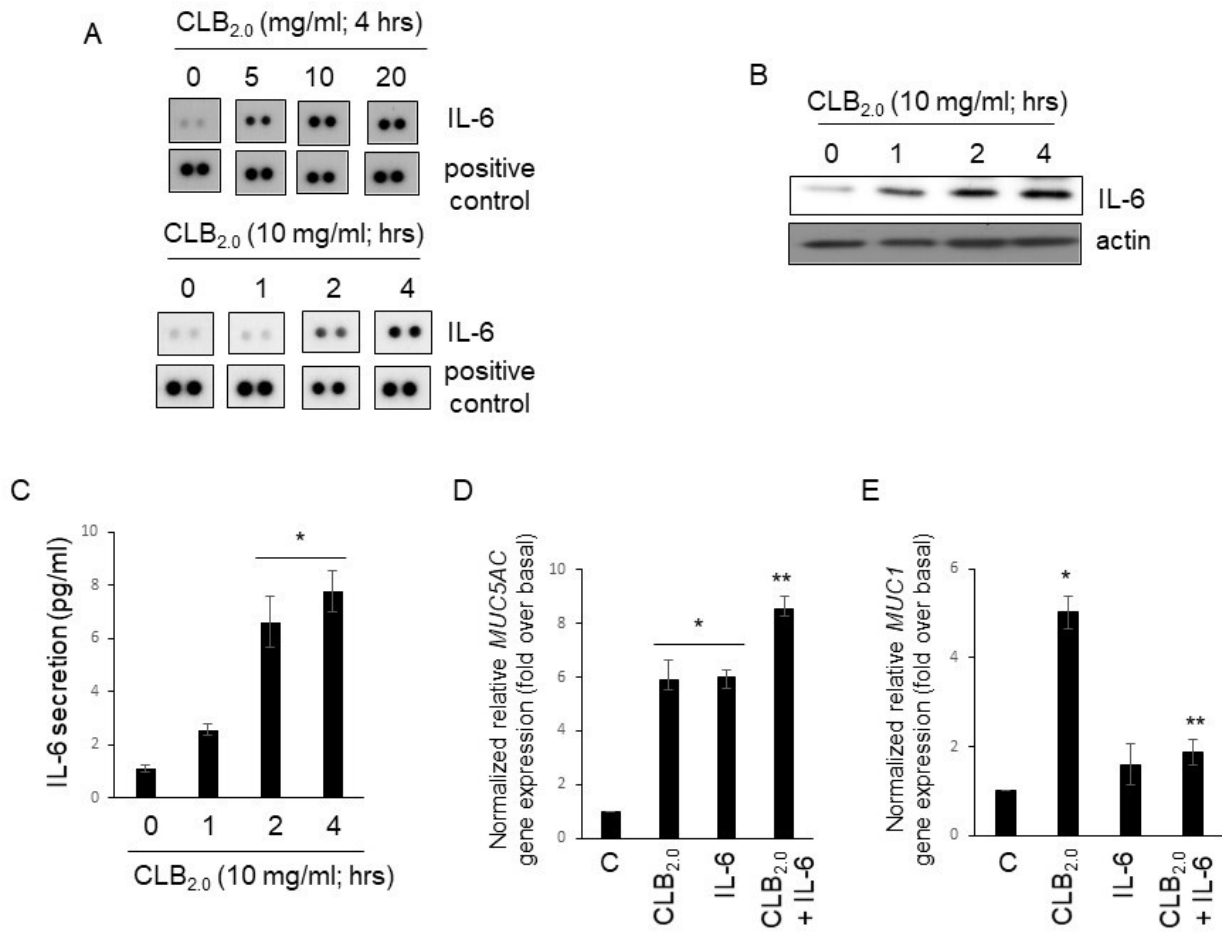 A
CLB2.0 (mg/ml; 4 hrs)
0 5 10 20
IL-6
positive
control
CLB2.0 (10 mg/ml; hrs)
0 1 2 4
IL-6
positive
control
B
CLB2.0 (10 mg/ml; hrs)
0 1 2 4
IL-6
actin
C
IL-6 secretion (pg/ml)
10
8
6
4
2
0
*
0 1 2 4
CLB2.0 (10 mg/ml; hrs)
D
Normalized relative MUC5AC
gene expression (fold over basal)
10
8
6
4
2
0
*
**
C
CLB2.0
IL-6
CLB2.0
+ IL-6
E
Normalized relative MUC1
gene expression (fold over basal)
6
4
2
0
*
**
C
CLB2.0
IL-6
CLB2.0
+ IL-6